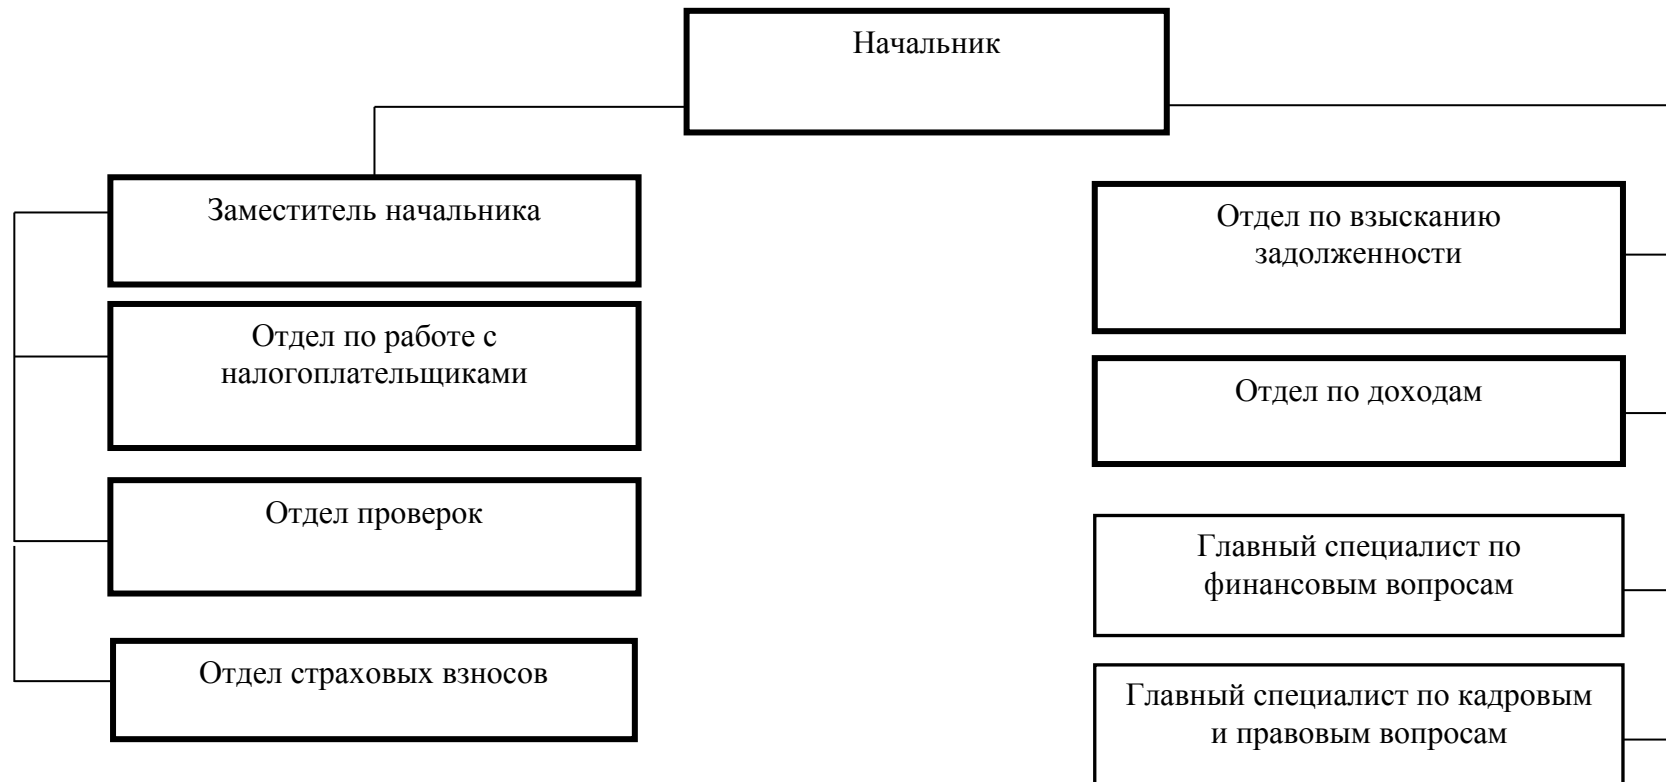 Начальник
Заместитель начальника
Отдел по работе с
налогоплательщиками
Отдел проверок
Отдел страховых взносов
Отдел по взысканию
задолженности
Отдел по доходам
Главный специалист по
финансовым вопросам
Главный специалист по кадровым
и правовым вопросам